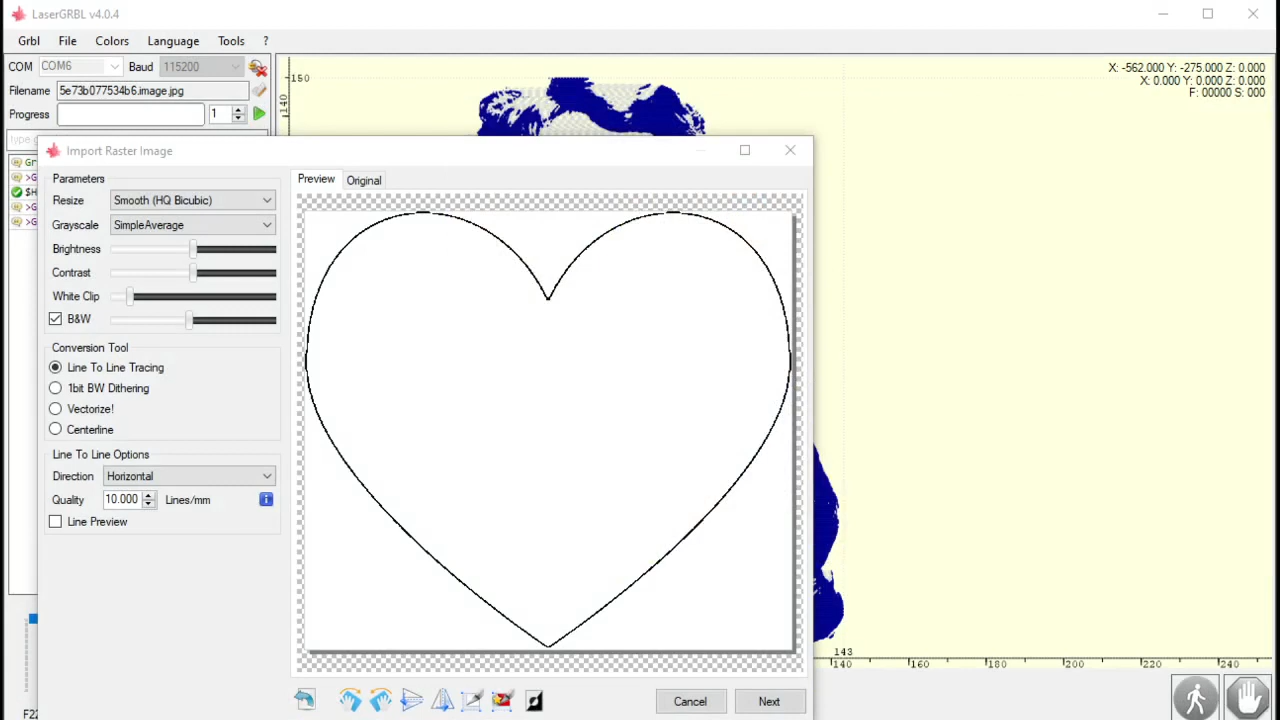 LaserGRBL v4.0.4
Grbl File Colors Language Tools ?
COM COM6 Baud 115200
Filename 5e73b077534b6.image.jpg
Progress 1
150
140
X: -562.000 Y: -275.000 Z: 0.000
X: 0.000 Y: 0.000 Z: 0.000
F: 00000 S: 000
Import Raster Image
Parameters
Resize Smooth (HQ Bicubic)
Grayscale SimpleAverage
Brightness
Contrast
White Clip
B&W
Conversion Tool
Line To Line Tracing
1bit BW Dithering
Vectorize!
Centerline
Line To Line Options
Direction Horizontal
Quality 10.000 Lines/mm
Line Preview
Preview Original
Cancel Next
143
140 160 180 200 220 240